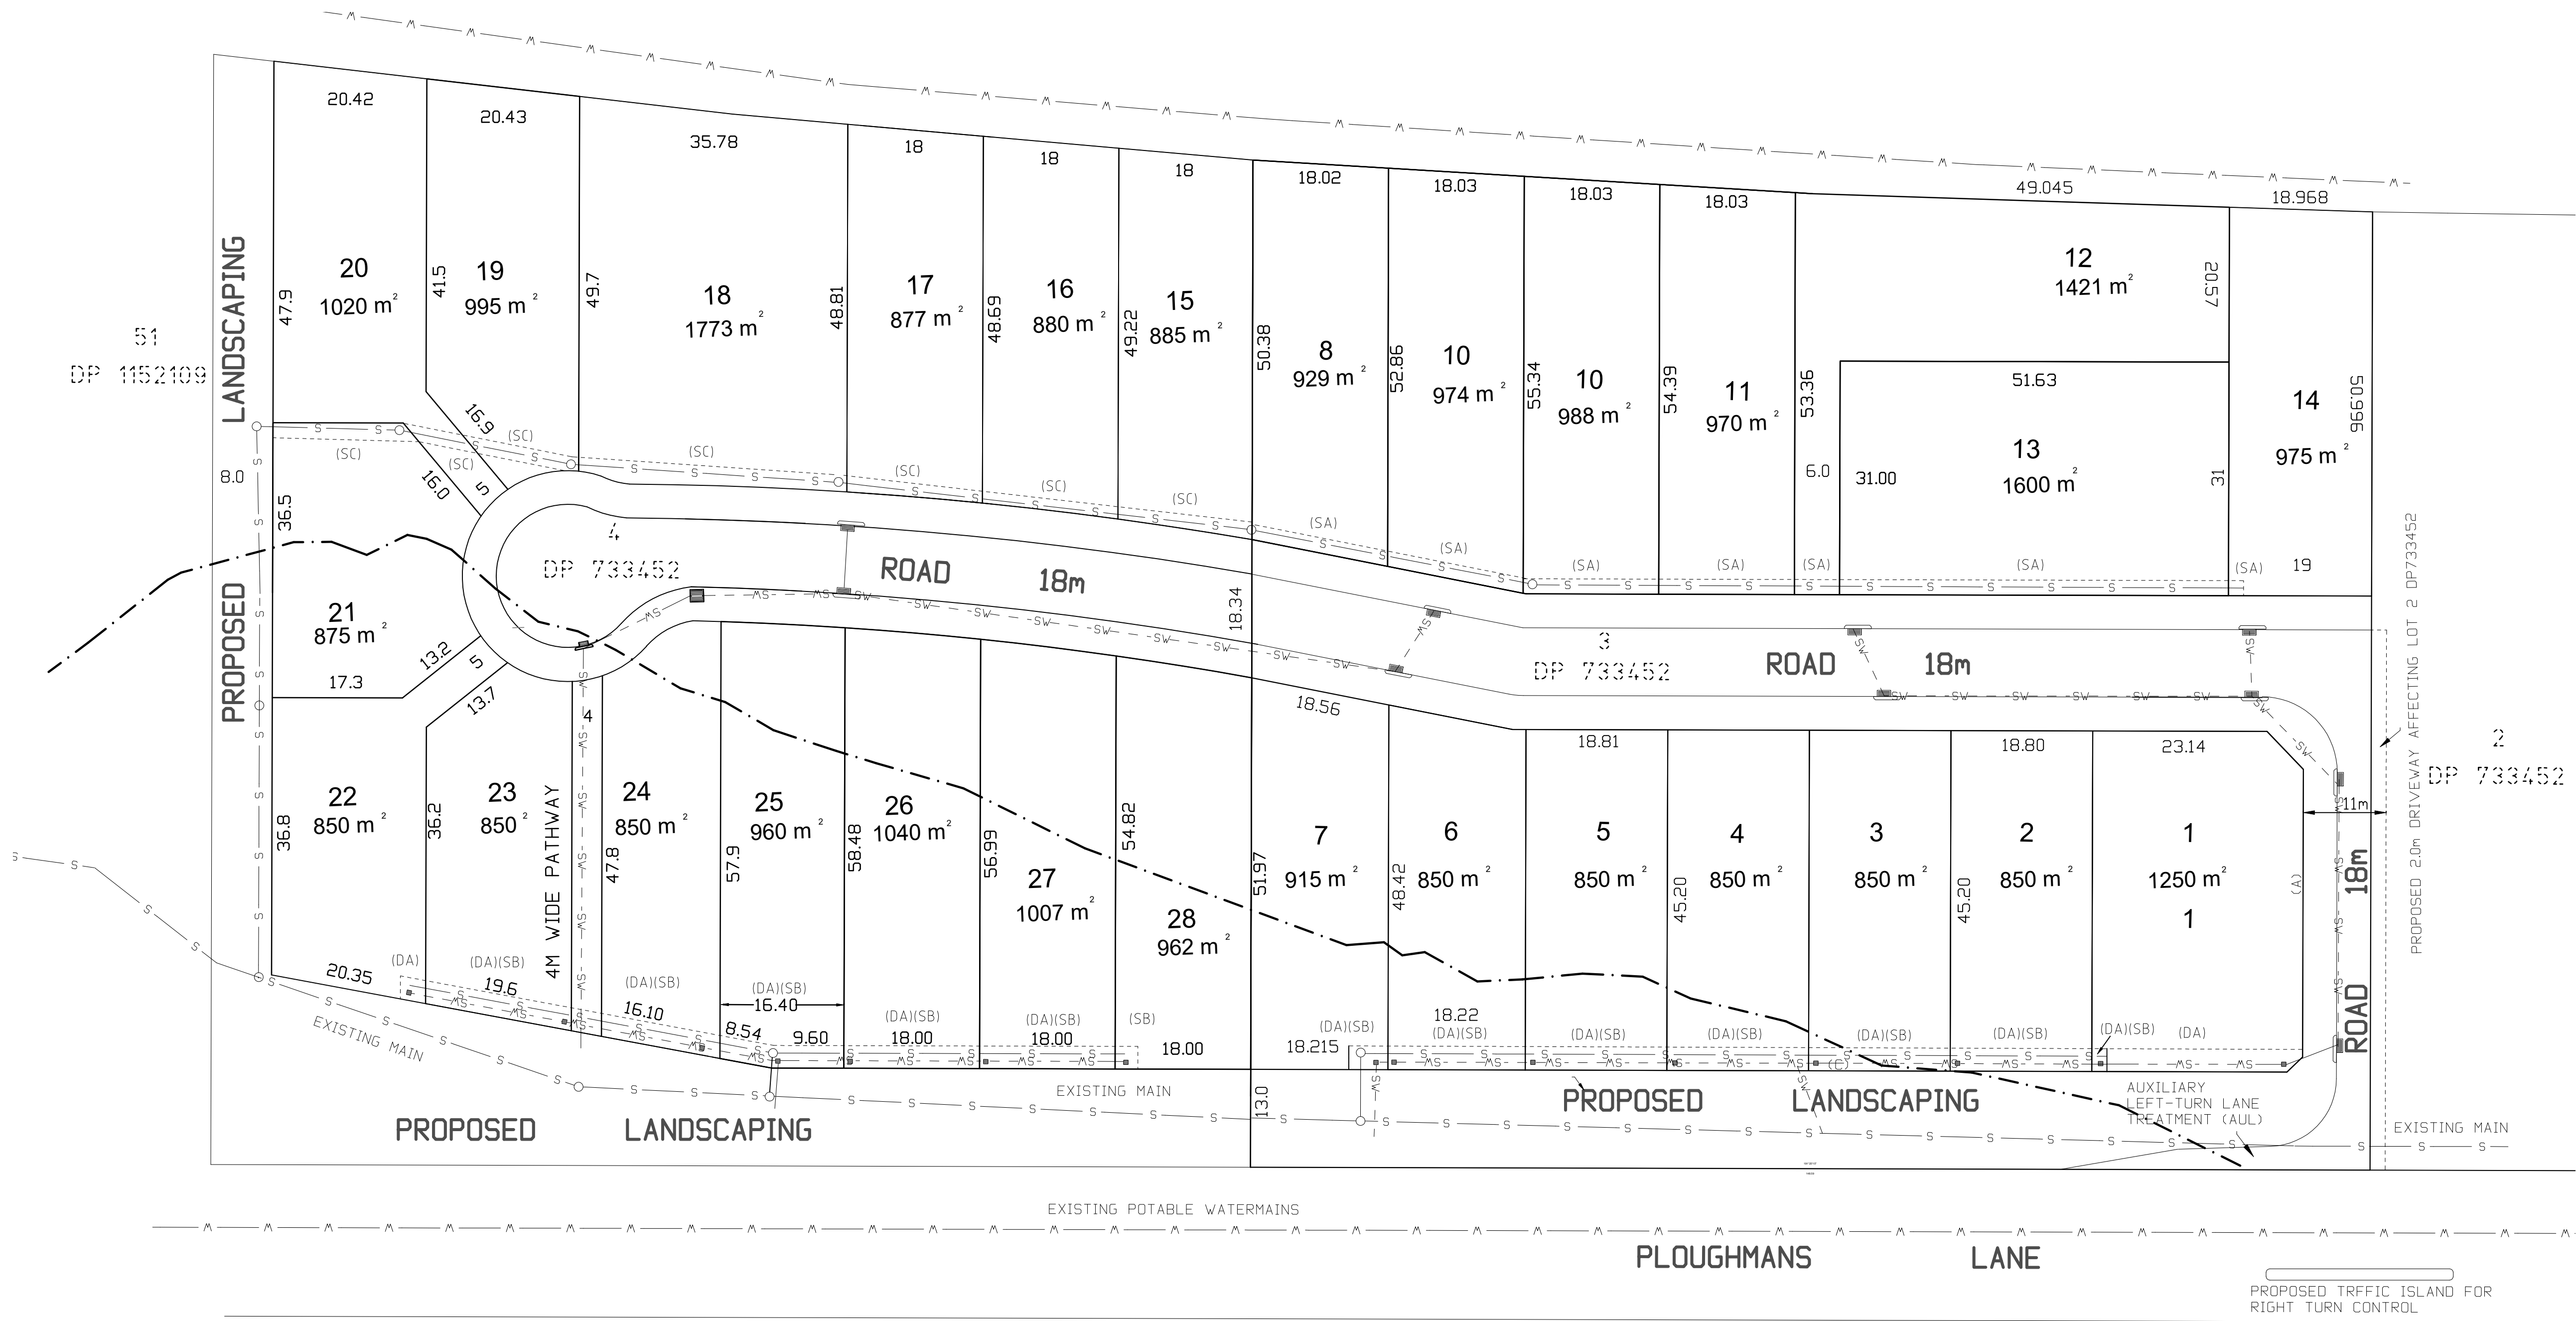 20.42
20.43
35.78
18
18
18
18.02
18.03
18.03
18.03
49.045
18.968
PROPOSED LANDSCAPING
51
DP 1152109
8.0
20
1020 m²
47.9
41.5
19
995 m²
49.7
18
1773 m²
48.81
17
877 m²
48.69
16
880 m²
49.22
15
885 m²
50.38
8
929 m²
52.86
10
974 m²
55.34
10
988 m²
54.39
11
970 m²
53.36
12
1421 m²
20.57
51.63
13
1600 m²
6.0
31.00
31
14
975 m²
50.996
19
16.9
16.0
5
(SC)
(SC)
(SC)
(SC)
(SC)
(SC)
(SC)
(SA)
(SA)
(SA)
(SA)
(SA)
(SA)
(SA)
36.5
21
875 m²
17.3
13.2
5
13.7
4
DP 733452
ROAD 18m
18.34
3
DP 733452
ROAD 18m
2
DP 733452
PROPOSED 2.0m DRIVEWAY AFFECTING LOT 2 DP733452
11m
ROAD 18m
ROAD
18.56
18.81
18.80
23.14
36.8
22
850 m²
36.2
23
850 ²
4
4M WIDE PATHWAY
24
850 m²
47.8
25
960 m²
57.9
58.48
26
1040 m²
56.99
27
1007 m²
54.82
28
962 m²
51.97
7
915 m²
48.42
6
850 m²
5
850 m²
45.20
4
850 m²
3
850 m²
45.20
2
850 m²
1
1250 m²
1
(A)
20.35
(DA)
(DA)(SB)
19.6
(DA)(SB)
16.10
(DA)(SB)
16.40
8.54
9.60
(DA)(SB)
18.00
(DA)(SB)
18.00
(SB)
18.00
(DA)(SB)
18.215
18.22
(DA)(SB)
(DA)(SB)
(DA)(SB)
(DA)(SB)
(DA)(SB)
(DA)(SB)
(DA)
(C)
EXISTING MAIN
EXISTING MAIN
13.0
PROPOSED LANDSCAPING
PROPOSED LANDSCAPING
AUXILIARY
LEFT-TURN LANE
TREATMENT (AUL)
EXISTING MAIN
EXISTING POTABLE WATERMAINS
PLOUGHMANS LANE
PROPOSED TRFFIC ISLAND FOR
RIGHT TURN CONTROL